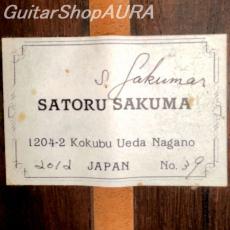 GuitarShopAURA
S. Sakuma
SATORU SAKUMA
1204-2 Kokubu Ueda Nagano
2012 JAPAN No. 39